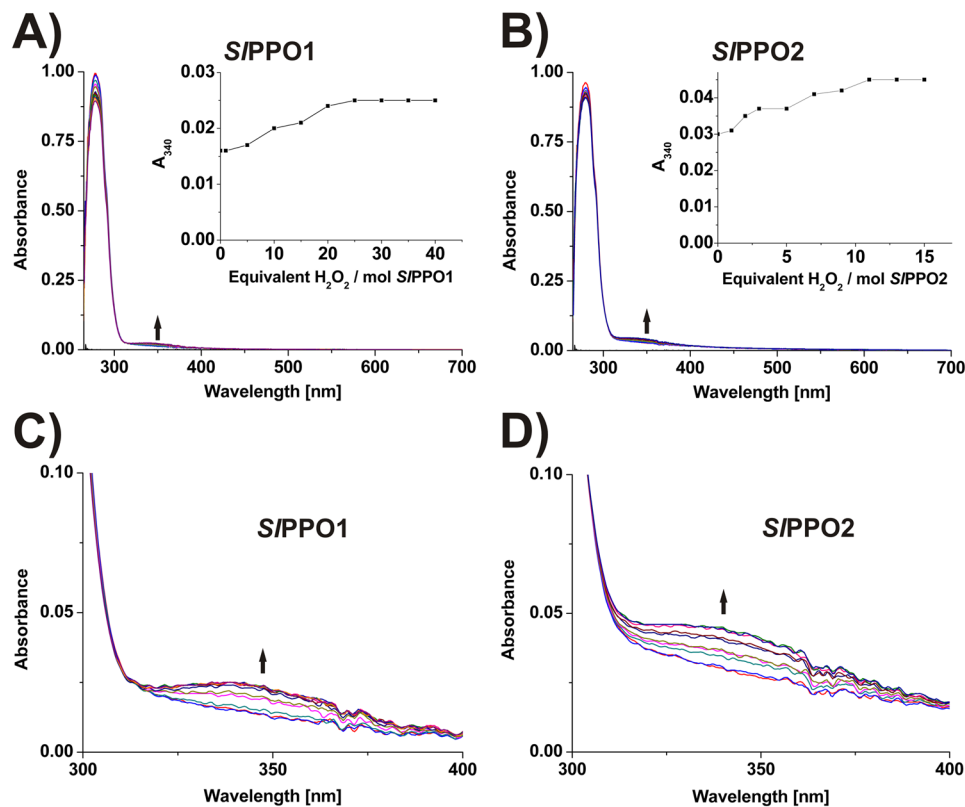 A)
SlPPO1
1.00
0.75
0.50
0.25
0.00
Absorbance
300 400 500 600 700
Wavelength [nm]
0.03
0.02
0.01
0.00
A340
0 10 20 30 40
Equivalent H2O2 / mol SlPPO1
B)
SlPPO2
1.00
0.75
0.50
0.25
0.00
Absorbance
300 400 500 600 700
Wavelength [nm]
0.04
0.03
0.02
0.01
0.00
A340
0 5 10 15
Equivalent H2O2 / mol SlPPO2
C)
SlPPO1
0.10
0.05
0.00
Absorbance
300 350 400
Wavelength [nm]
D)
SlPPO2
0.10
0.05
0.00
Absorbance
300 350 400
Wavelength [nm]